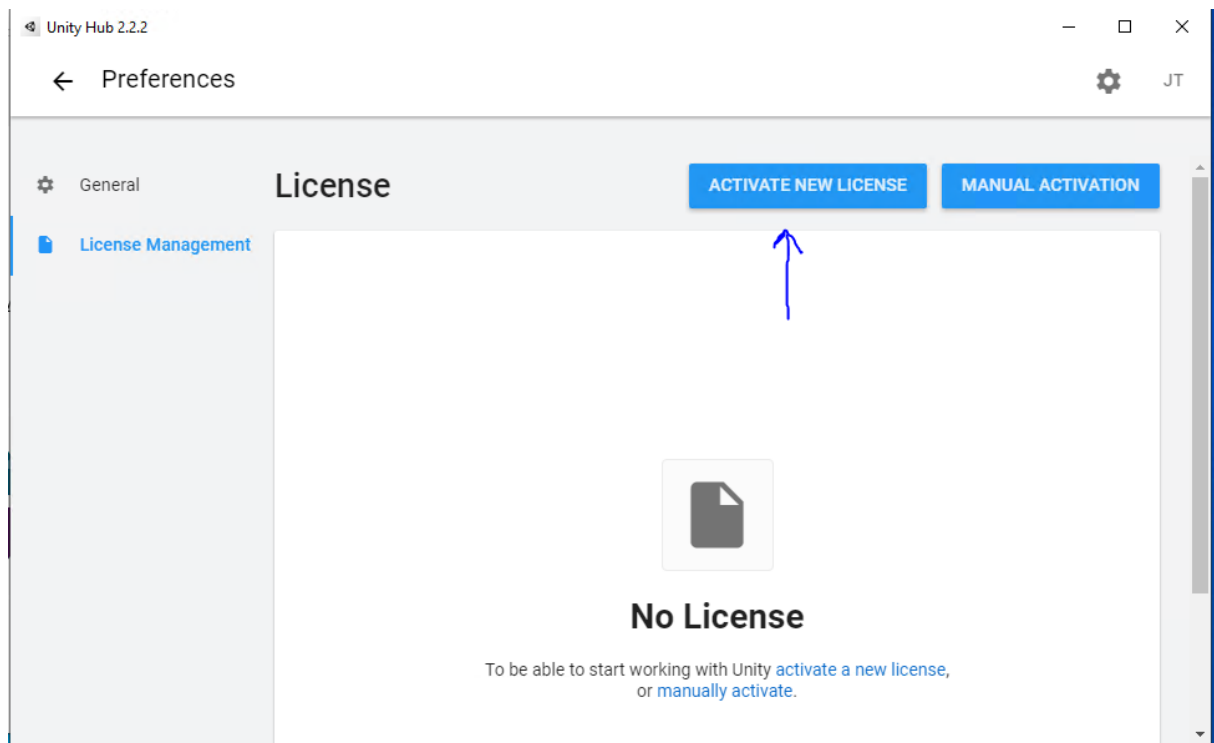 Unity Hub 2.2.2
Preferences
JT
General
License
ACTIVATE NEW LICENSE
MANUAL ACTIVATION
License Management
No License
To be able to start working with Unity activate a new license,
or manually activate.